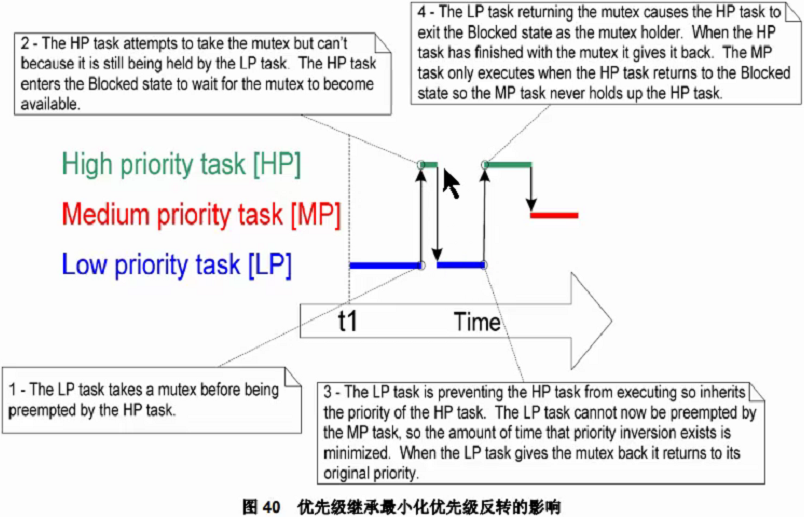 2 - The HP task attempts to take the mutex but can't
because it is still being held by the LP task. The HP task
enters the Blocked state to wait for the mutex to become
available.
4 - The LP task returning the mutex causes the HP task to
exit the Blocked state as the mutex holder. When the HP
task has finished with the mutex it gives it back. The MP
task only executes when the HP task returns to the Blocked
state so the MP task never holds up the HP task.
High priority task [HP]
Medium priority task [MP]
Low priority task [LP]
t1
Time
1 - The LP task takes a mutex before being
preempted by the HP task.
3 - The LP task is preventing the HP task from executing so inherits
the priority of the HP task. The LP task cannot now be preempted by
the MP task, so the amount of time that priority inversion exists is
minimized. When the LP task gives the mutex back it returns to its
original priority.
图 40 优先级继承最小化优先级反转的影响